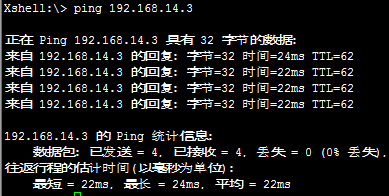 Xshell:\> ping 192.168.14.3
正在 Ping 192.168.14.3 具有 32 字节的数据:
来自 192.168.14.3 的回复: 字节=32 时间=24ms TTL=62
来自 192.168.14.3 的回复: 字节=32 时间=22ms TTL=62
来自 192.168.14.3 的回复: 字节=32 时间=22ms TTL=62
来自 192.168.14.3 的回复: 字节=32 时间=22ms TTL=62
192.168.14.3 的 Ping 统计信息:
数据包: 已发送 = 4，已接收 = 4，丢失 = 0 (0% 丢失)，
往返行程的估计时间(以毫秒为单位):
最短 = 22ms，最长 = 24ms，平均 = 22ms